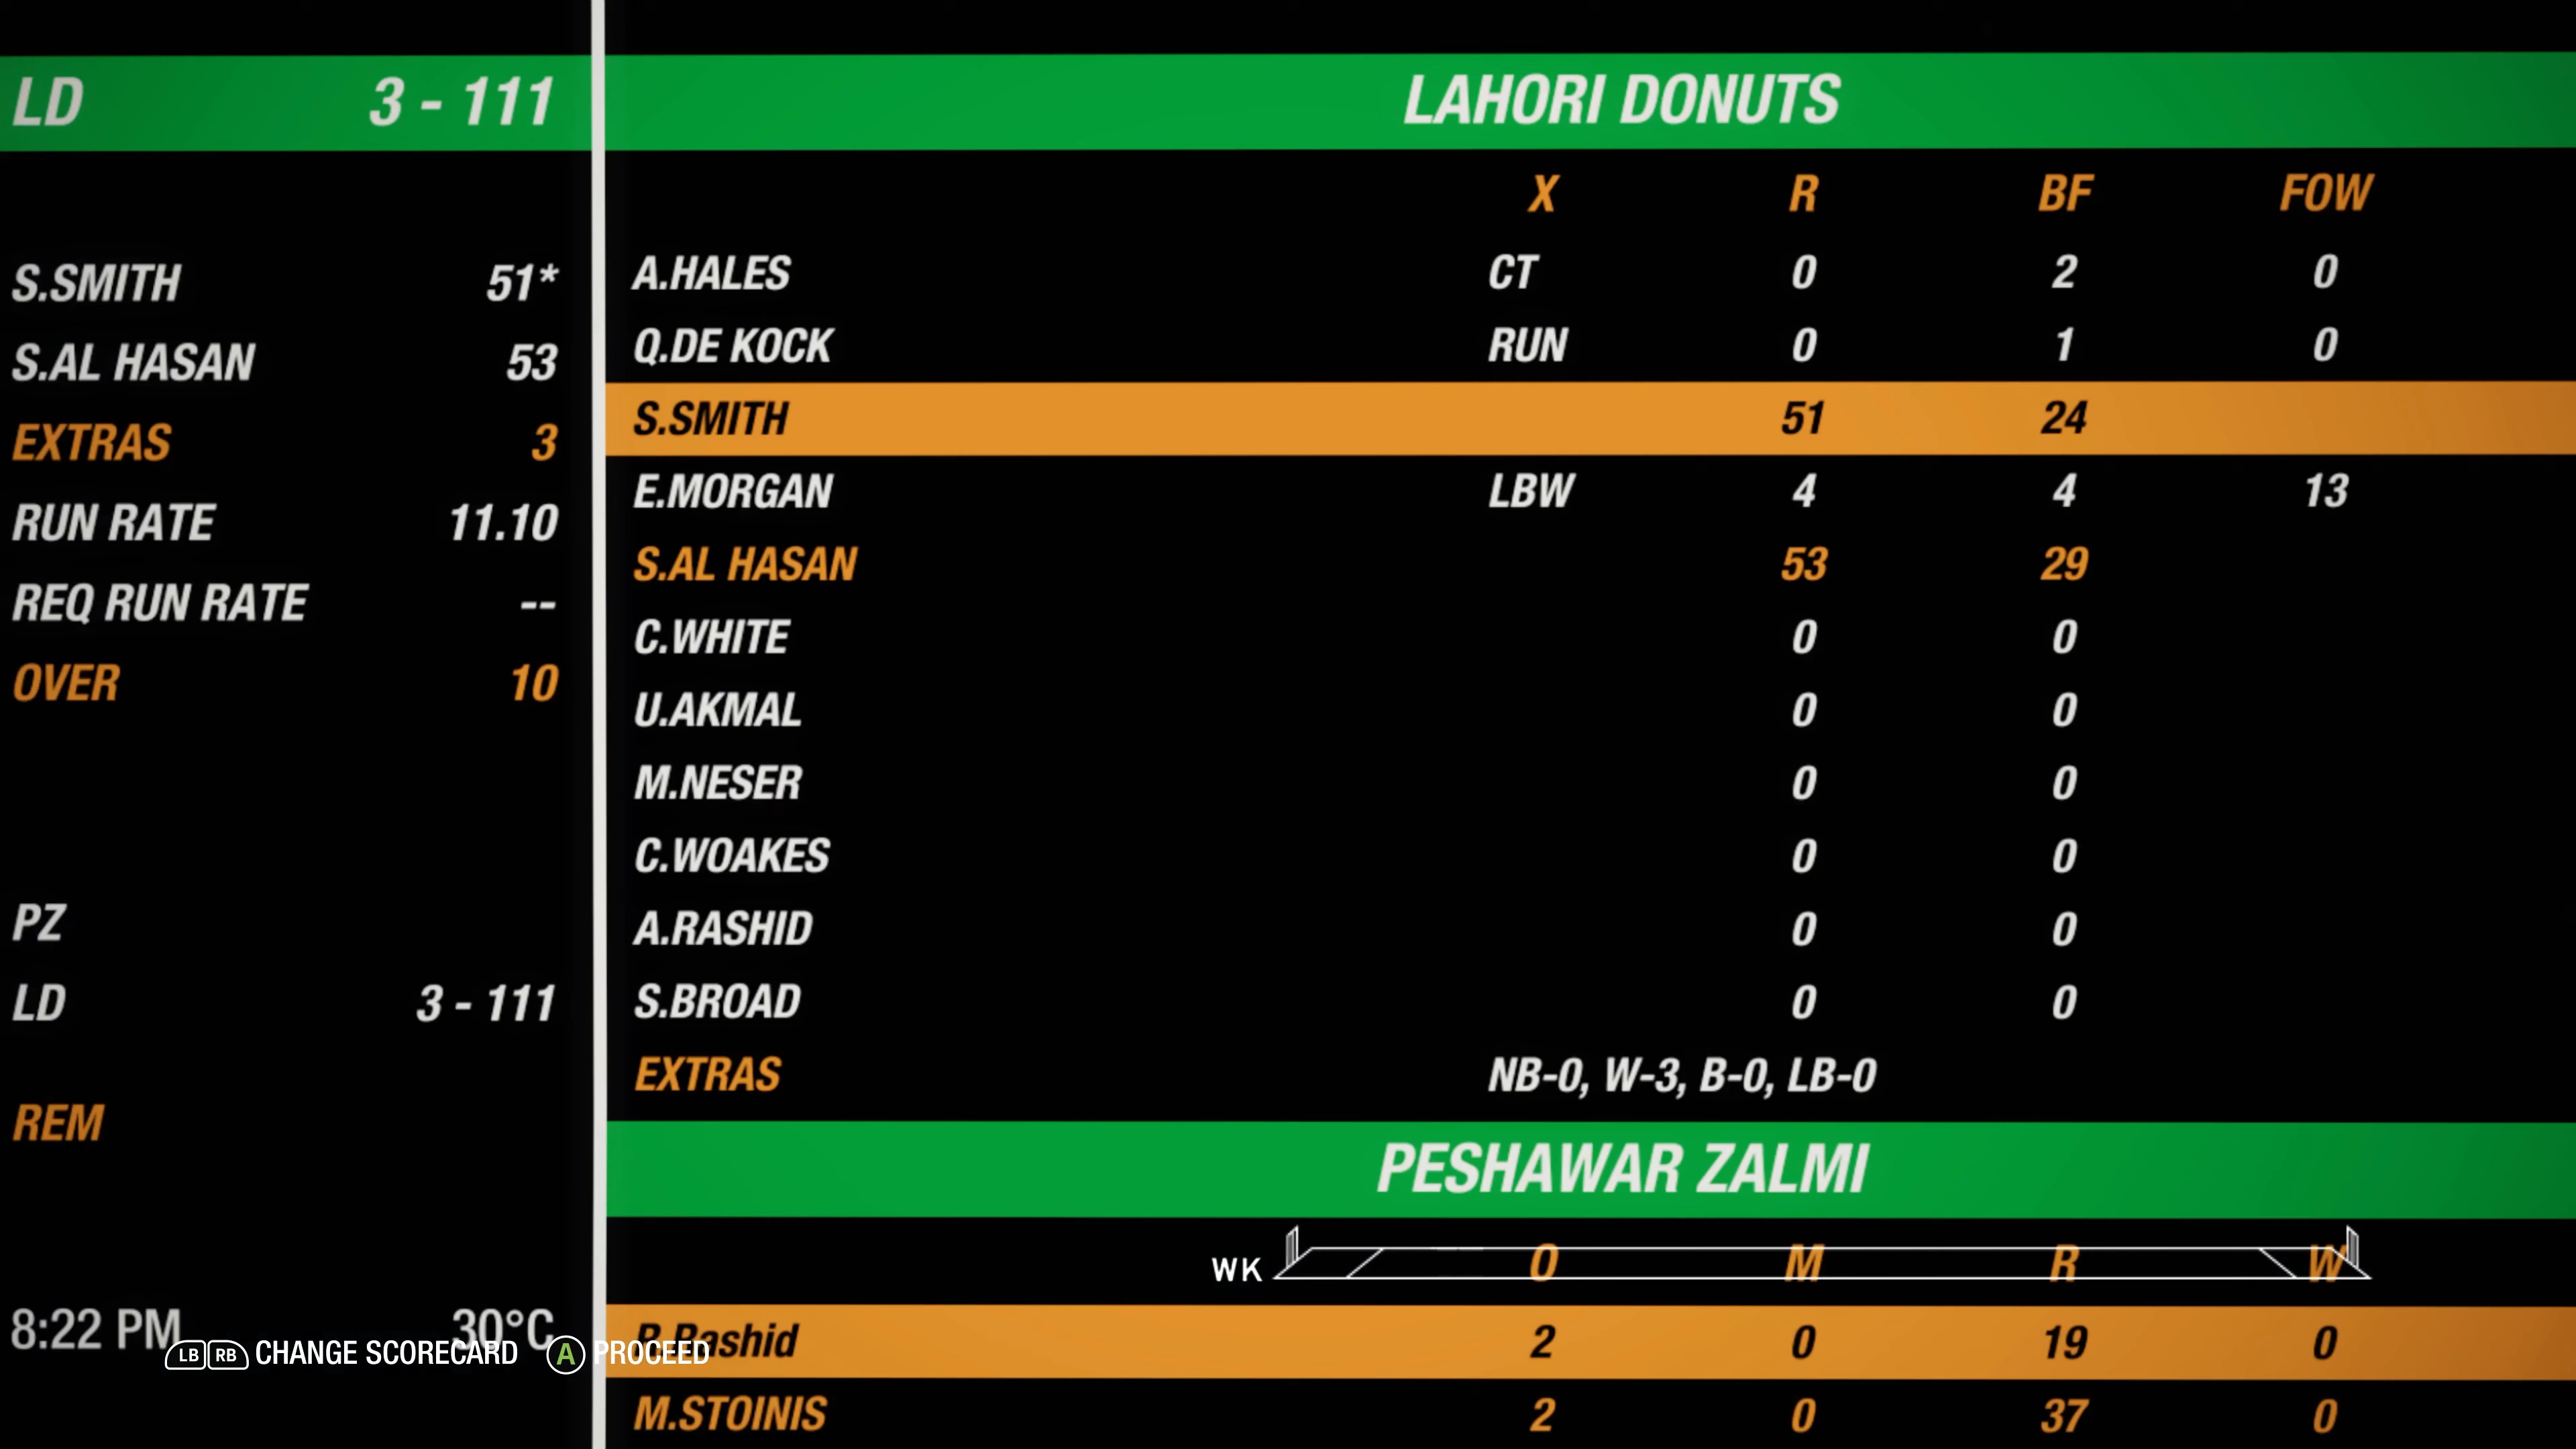 LD 3 - 111
S.SMITH 51*
S.AL HASAN 53
EXTRAS 3
RUN RATE 11.10
REQ RUN RATE --
OVER 10
PZ
LD 3 - 111
REM
8:22 PM 30°C
LAHORI DONUTS
X R BF FOW
A.HALES CT 0 2 0
Q.DE KOCK RUN 0 1 0
S.SMITH 51 24
E.MORGAN LBW 4 4 13
S.AL HASAN 53 29
C.WHITE 0 0
U.AKMAL 0 0
M.NESER 0 0
C.WOAKES 0 0
A.RASHID 0 0
S.BROAD 0 0
EXTRAS NB-0, W-3, B-0, LB-0
PESHAWAR ZALMI
WK
O M R W
Rashid 2 0 19 0
M.STOINIS 2 0 37 0
LB RB CHANGE SCORECARD A PROCEED